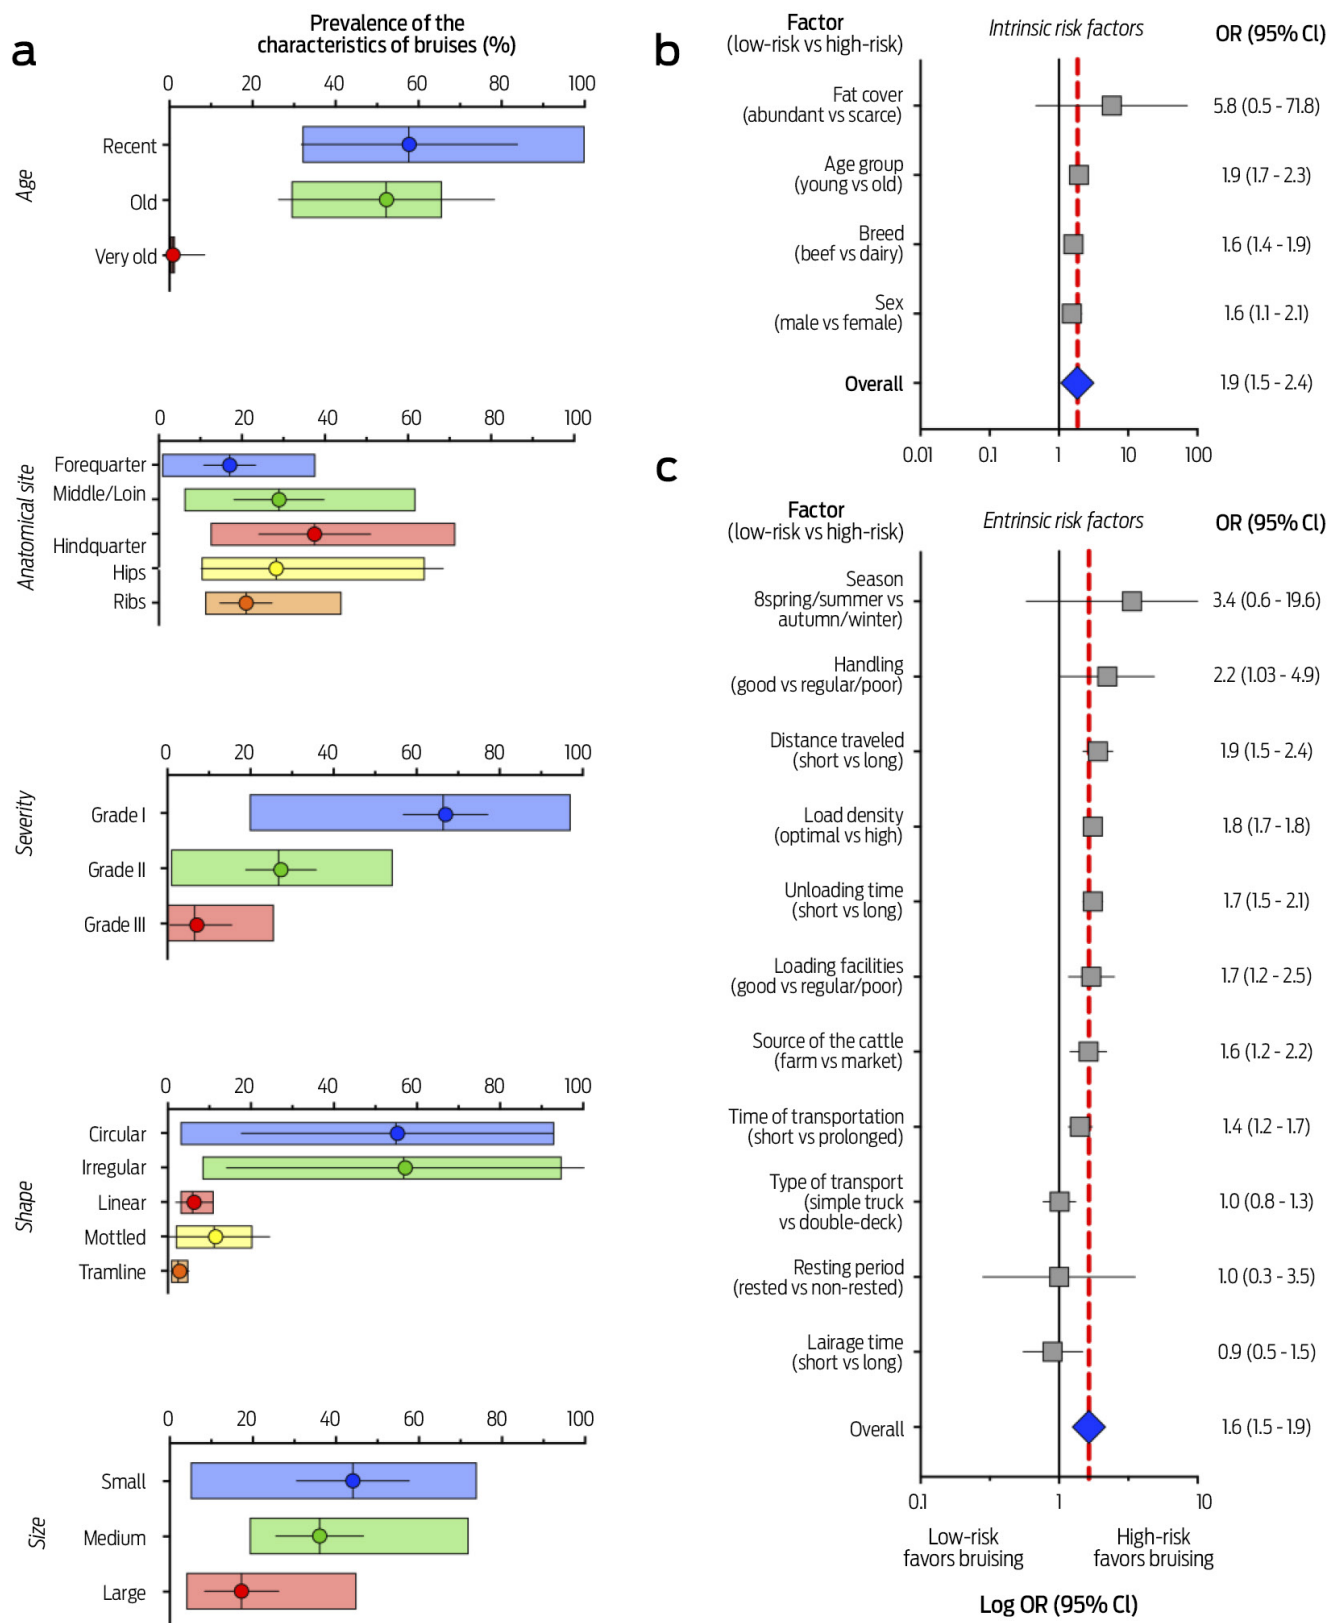 a
Prevalence of the
characteristics of bruises (%)
0 20 40 60 80 100
Age
Recent
Old
Very old
0 20 40 60 80 100
Anatomical site
Forequarter
Middle/Loin
Hindquarter
Hips
Ribs
0 20 40 60 80 100
Severity
Grade I
Grade II
Grade III
0 20 40 60 80 100
Shape
Circular
Irregular
Linear
Mottled
Tramline
0 20 40 60 80 100
Size
Small
Medium
Large
b
Factor
(low-risk vs high-risk)
Intrinsic risk factors
OR (95% Cl)
Fat cover
(abundant vs scarce)
5.8 (0.5 - 71.8)
Age group
(young vs old)
1.9 (1.7 - 2.3)
Breed
(beef vs dairy)
1.6 (1.4 - 1.9)
Sex
(male vs female)
1.6 (1.1 - 2.1)
Overall
1.9 (1.5 - 2.4)
0.01 0.1 1 10 100
c
Factor
(low-risk vs high-risk)
Entrinsic risk factors
OR (95% Cl)
Season
8spring/summer vs
autumn/winter)
3.4 (0.6 - 19.6)
Handling
(good vs regular/poor)
2.2 (1.03 - 4.9)
Distance traveled
(short vs long)
1.9 (1.5 - 2.4)
Load density
(optimal vs high)
1.8 (1.7 - 1.8)
Unloading time
(short vs long)
1.7 (1.5 - 2.1)
Loading facilities
(good vs regular/poor)
1.7 (1.2 - 2.5)
Source of the cattle
(farm vs market)
1.6 (1.2 - 2.2)
Time of transportation
(short vs prolonged)
1.4 (1.2 - 1.7)
Type of transport
(simple truck
vs double-deck)
1.0 (0.8 - 1.3)
Resting period
(rested vs non-rested)
1.0 (0.3 - 3.5)
Lairage time
(short vs long)
0.9 (0.5 - 1.5)
Overall
1.6 (1.5 - 1.9)
0.1 1 10
Low-risk
favors bruising
High-risk
favors bruising
Log OR (95% Cl)